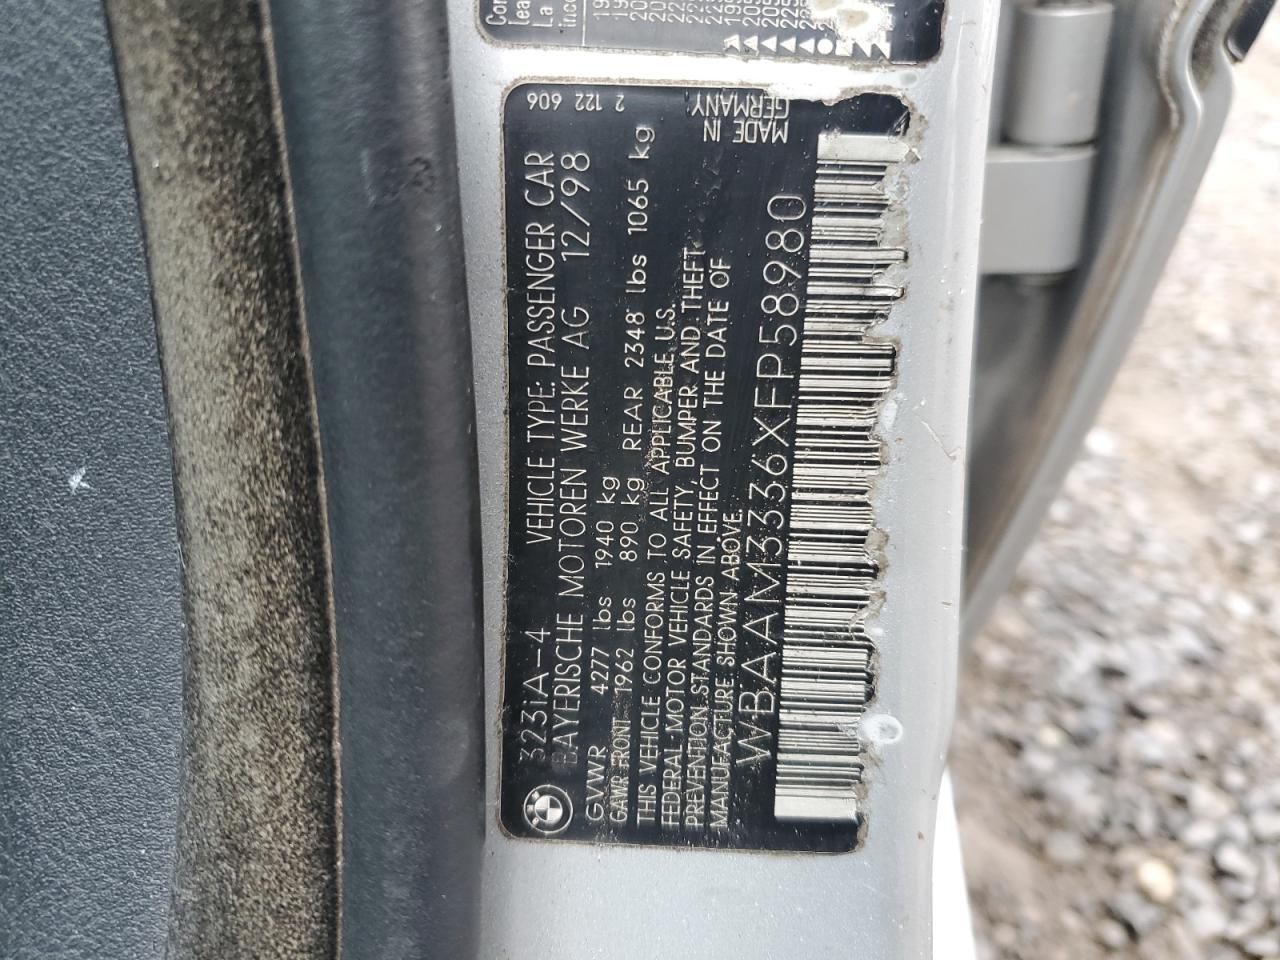 323iA-4 VEHICLE TYPE: PASSENGER CAR
BAYERISCHE MOTOREN WERKE AG 12/98
GVWR 4277 lbs 1940 kg
GAWR FRONT 1962 lbs 890 kg REAR 2348 lbs 1065 kg
THIS VEHICLE CONFORMS TO ALL APPLICABLE U.S.
FEDERAL MOTOR VEHICLE SAFETY, BUMPER AND THEFT
PREVENTION STANDARDS IN EFFECT ON THE DATE OF
MANUFACTURE SHOWN ABOVE.
WBAAM3336XFP58980
2 122 606
MADE IN
GERMANY